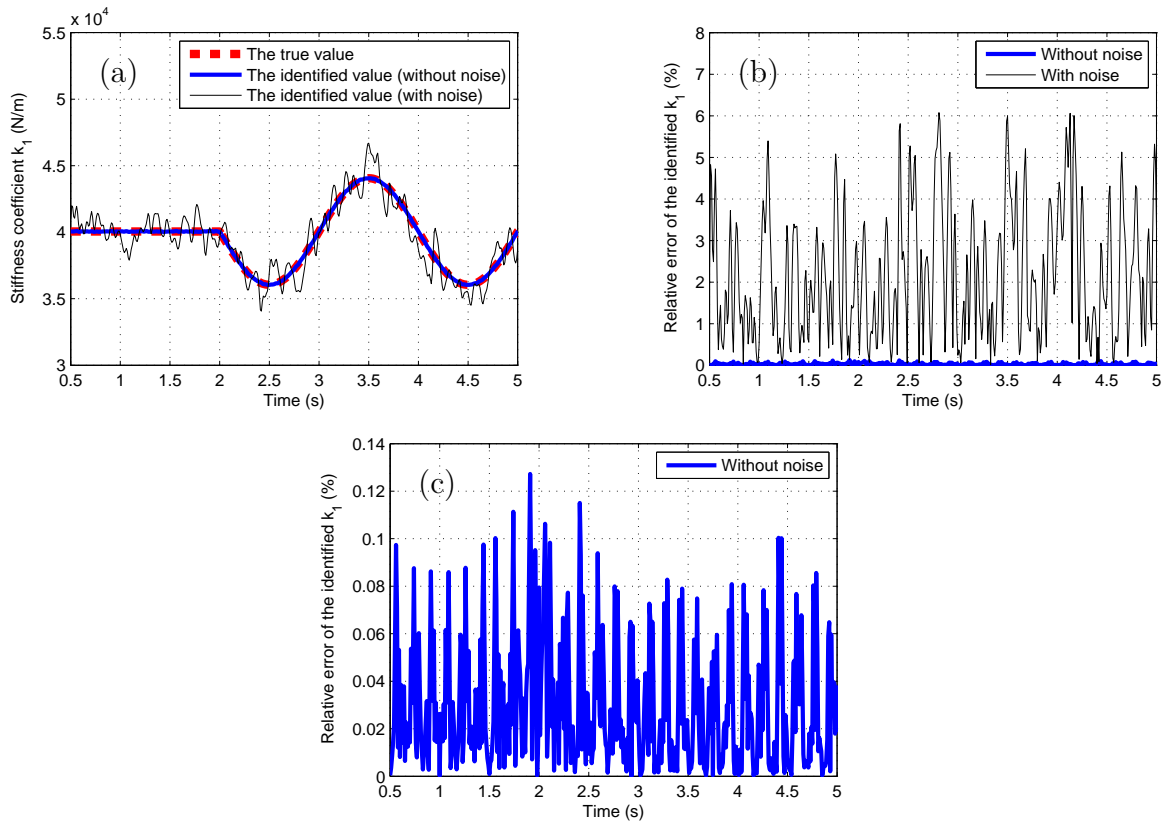 x 10⁴
5.5
5
4.5
4
3.5
3
0.5 1 1.5 2 2.5 3 3.5 4 4.5 5
Time (s)
Stiffness coefficient k₁ (N/m)
(a)
The true value
The identified value (without noise)
The identified value (with noise)
8
7
6
5
4
3
2
1
0
0.5 1 1.5 2 2.5 3 3.5 4 4.5 5
Time (s)
Relative error of the identified k₁ (%)
(b)
Without noise
With noise
0.14
0.12
0.1
0.08
0.06
0.04
0.02
0
0.5 1 1.5 2 2.5 3 3.5 4 4.5 5
Time (s)
Relative error of the identified k₁ (%)
(c)
Without noise